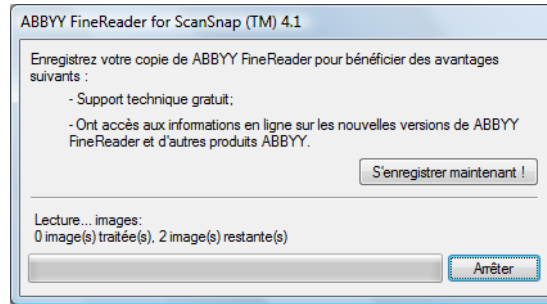 ABBYY FineReader for ScanSnap (TM) 4.1
Enregistrez votre copie de ABBYY FineReader pour bénéficier des avantages
suivants :
- Support technique gratuit;
- Ont accès aux informations en ligne sur les nouvelles versions de ABBYY
FineReader et d'autres produits ABBYY.
S'enregistrer maintenant !
Lecture... images:
0 image(s) traitée(s), 2 image(s) restante(s)
Arrêter